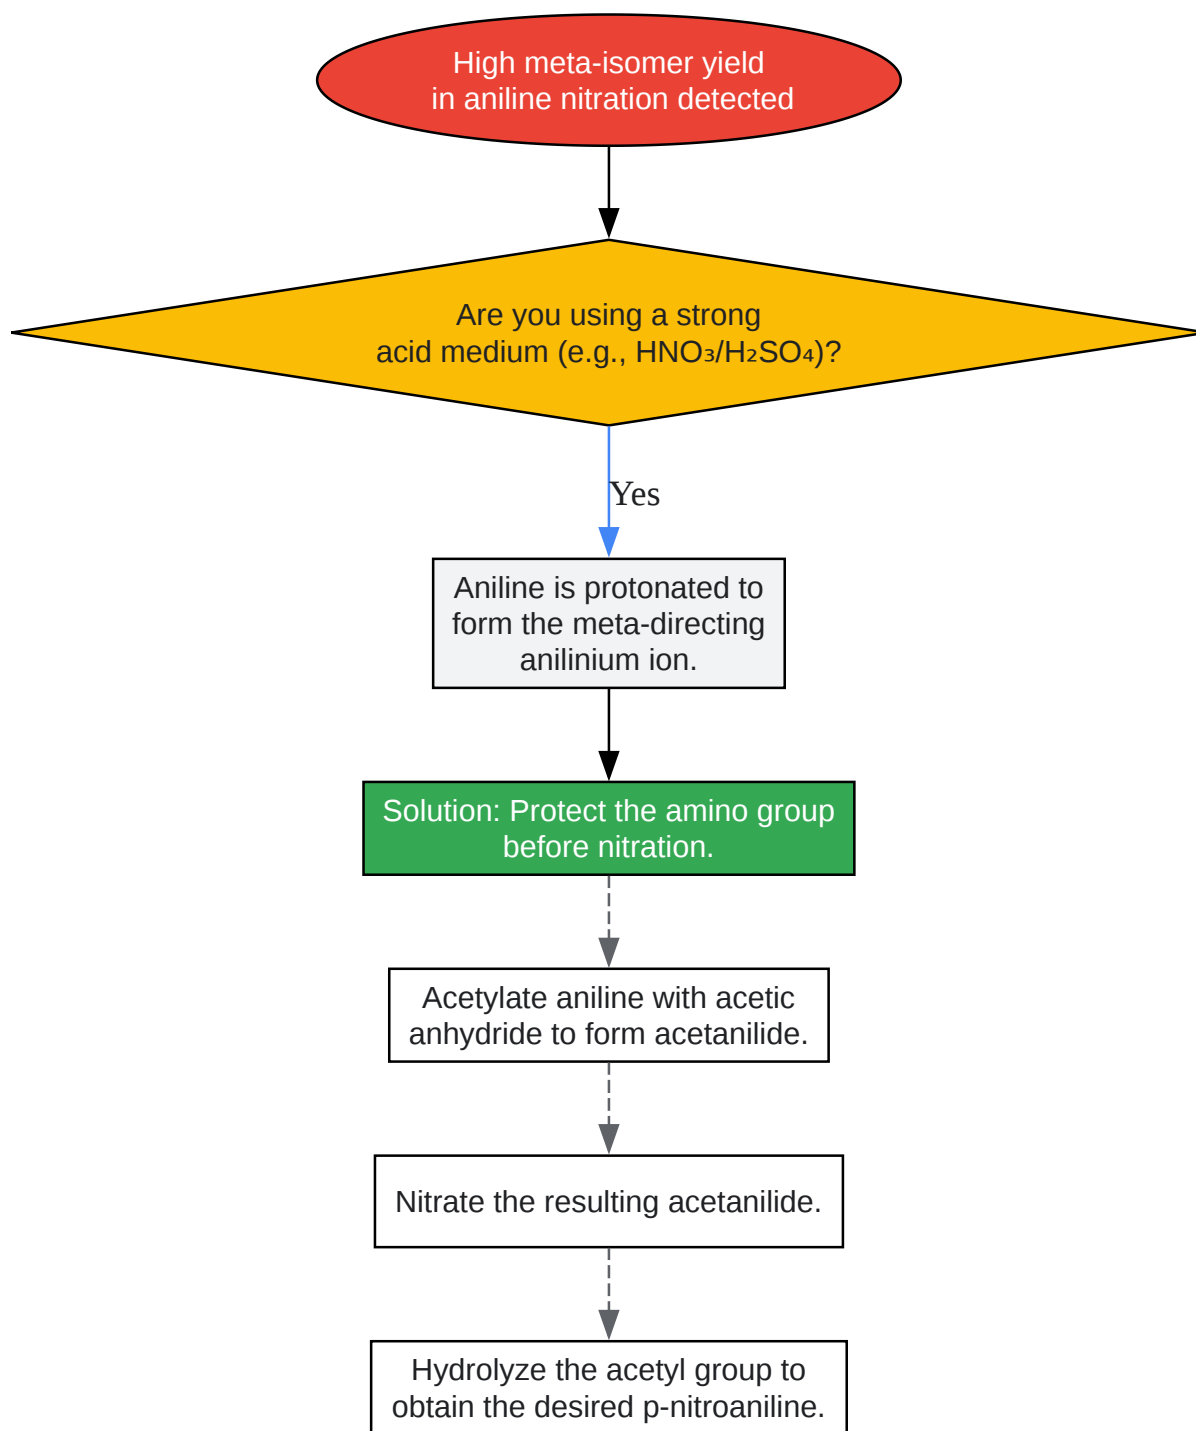 High meta-isomer yield
in aniline nitration detected
Are you using a strong
acid medium (e.g., HNO₃/H₂SO₄)?
Yes
Aniline is protonated to
form the meta-directing
anilinium ion.
Solution: Protect the amino group
before nitration.
Acetylate aniline with acetic
anhydride to form acetanilide.
Nitrate the resulting acetanilide.
Hydrolyze the acetyl group to
obtain the desired p-nitroaniline.